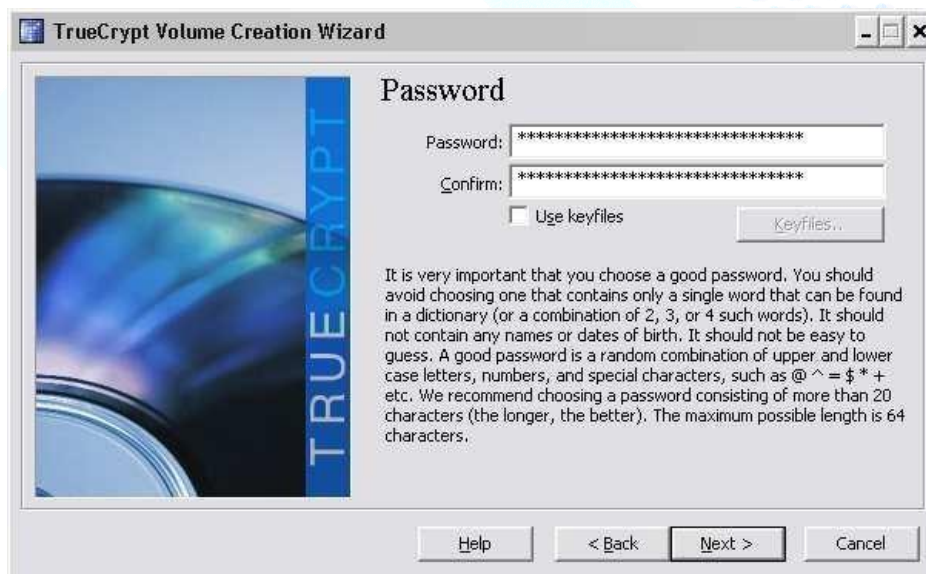 TrueCrypt Volume Creation Wizard
TRUECRYPT
Password
Password: *******************************
Confirm: *******************************
Use keyfiles
Keyfiles..
It is very important that you choose a good password. You should
avoid choosing one that contains only a single word that can be found
in a dictionary (or a combination of 2, 3, or 4 such words). It should
not contain any names or dates of birth. It should not be easy to
guess. A good password is a random combination of upper and lower
case letters, numbers, and special characters, such as @ ^ = $ * +
etc. We recommend choosing a password consisting of more than 20
characters (the longer, the better). The maximum possible length is 64
characters.
Help
< Back
Next >
Cancel